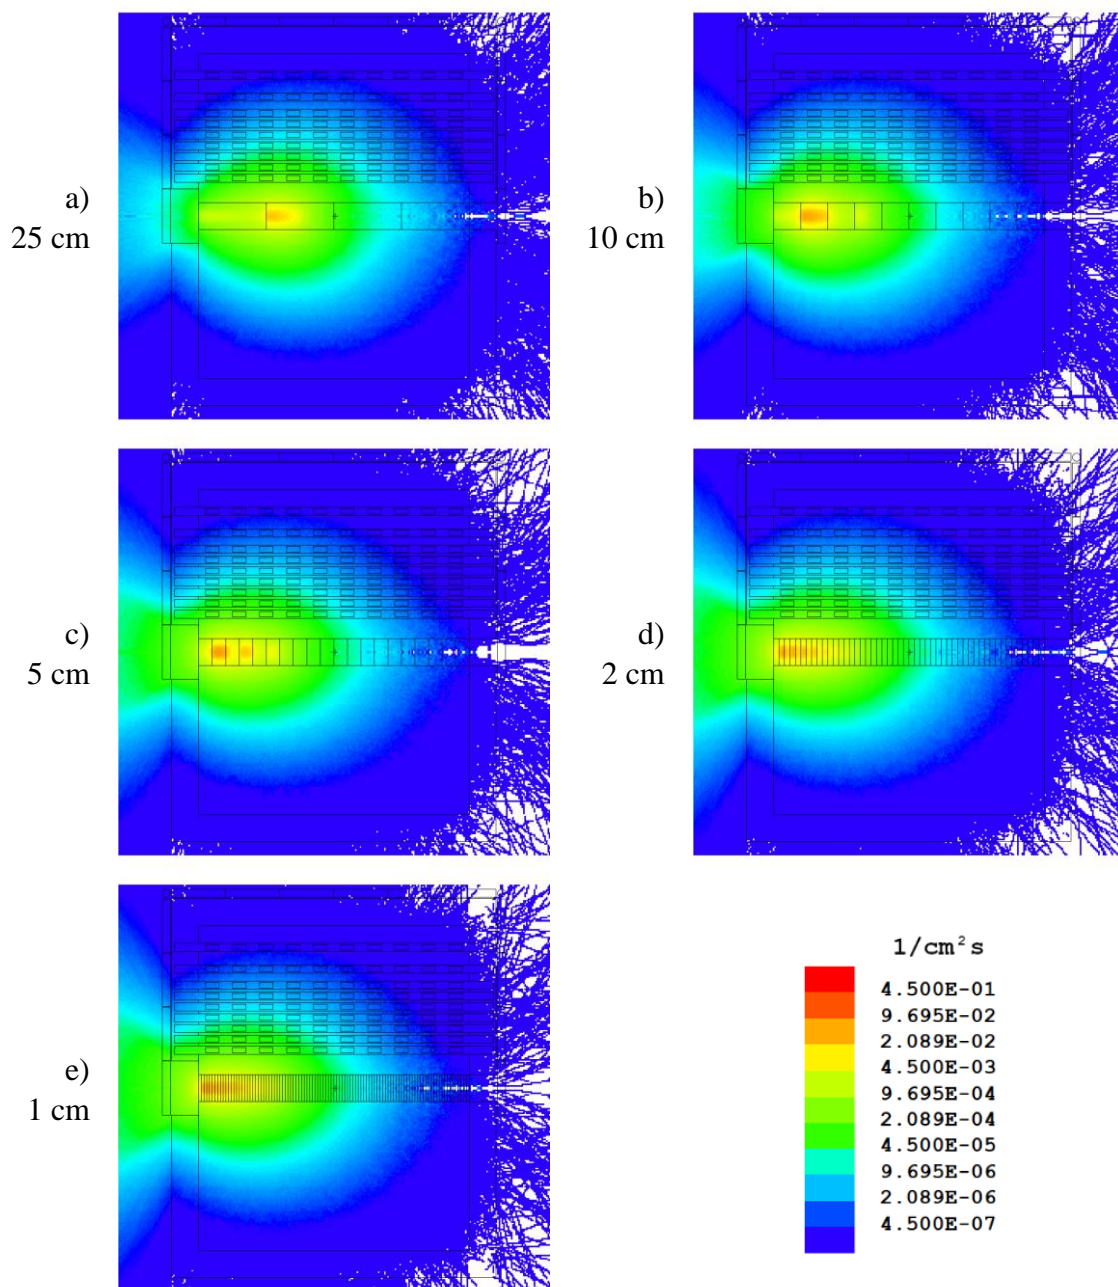 a)
25 cm
b)
10 cm
c)
5 cm
d)
2 cm
e)
1 cm
1/cm²s
4.500E-01
9.695E-02
2.089E-02
4.500E-03
9.695E-04
2.089E-04
4.500E-05
9.695E-06
2.089E-06
4.500E-07